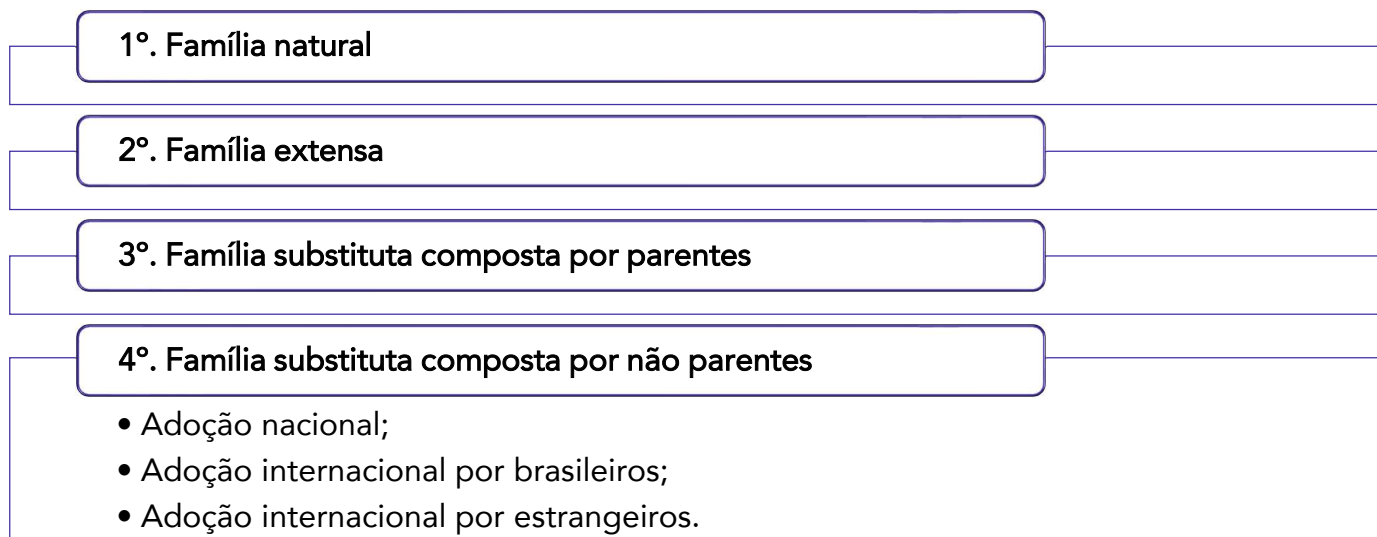 1º. Família natural
2º. Família extensa
3º. Família substituta composta por parentes
4º. Família substituta composta por não parentes
• Adoção nacional;
• Adoção internacional por brasileiros;
• Adoção internacional por estrangeiros.